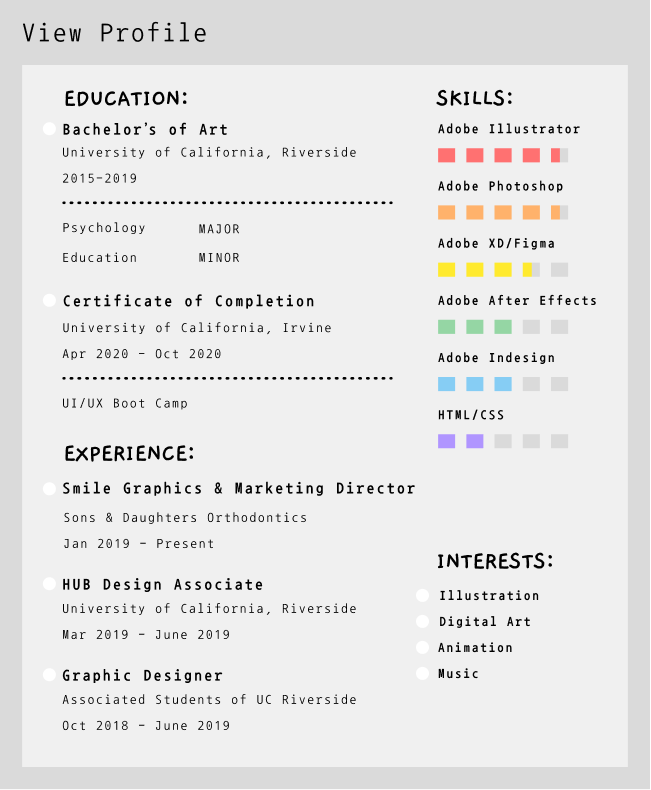 View Profile
EDUCATION:
Bachelor's of Art
University of California, Riverside
2015-2019
Psychology MAJOR
Education MINOR
Certificate of Completion
University of California, Irvine
Apr 2020 - Oct 2020
UI/UX Boot Camp
EXPERIENCE:
Smile Graphics & Marketing Director
Sons & Daughters Orthodontics
Jan 2019 - Present
HUB Design Associate
University of California, Riverside
Mar 2019 - June 2019
Graphic Designer
Associated Students of UC Riverside
Oct 2018 - June 2019
SKILLS:
Adobe Illustrator
Adobe Photoshop
Adobe XD/Figma
Adobe After Effects
Adobe Indesign
HTML/CSS
INTERESTS:
Illustration
Digital Art
Animation
Music